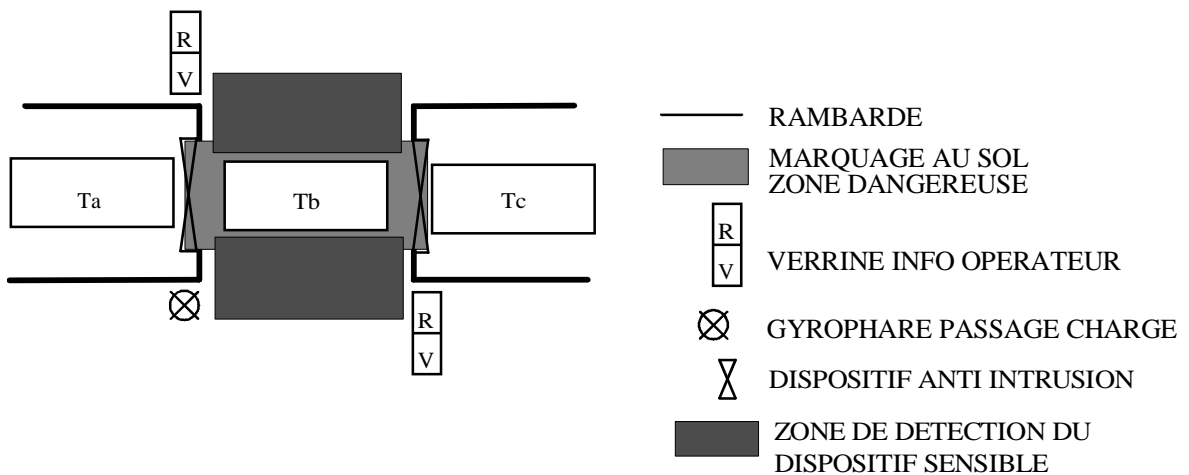 R
V
Ta
Tb
Tc
R
V
RAMBARDE
MARQUAGE AU SOL
ZONE DANGEREUSE
R
V
VERRINE INFO OPERATEUR
GYROPHARE PASSAGE CHARGE
DISPOSITIF ANTI INTRUSION
ZONE DE DETECTION DU
DISPOSITIF SENSIBLE